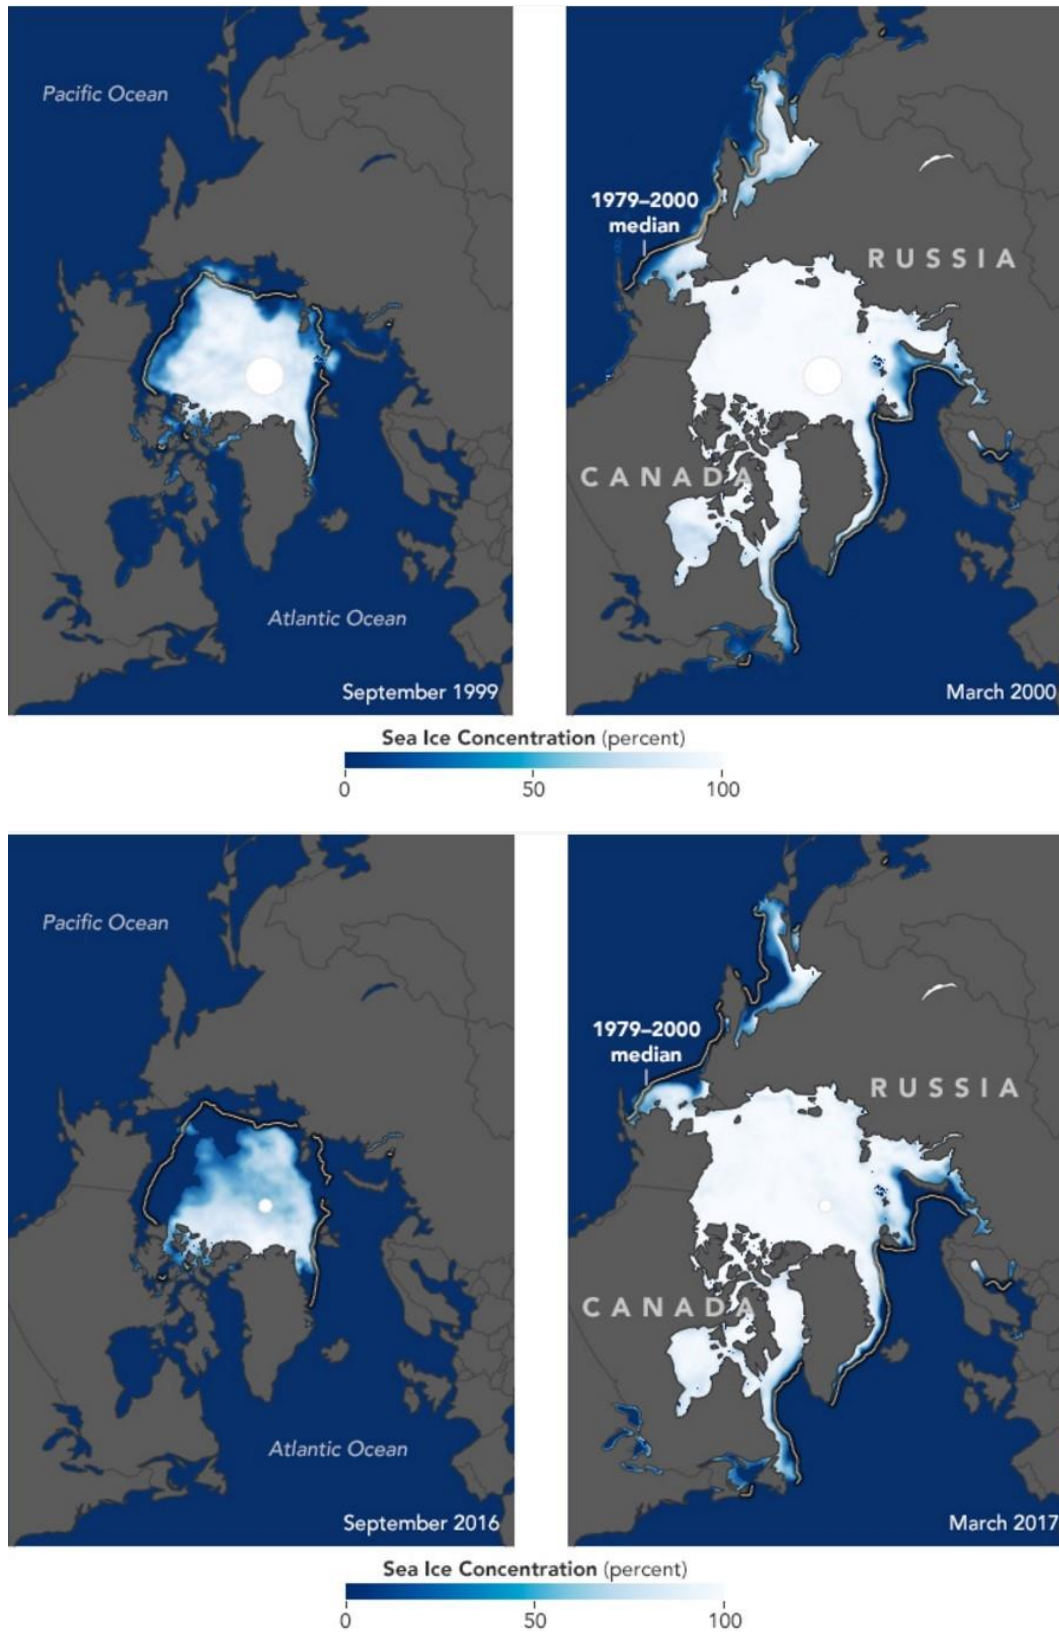 Pacific Ocean
Atlantic Ocean
September 1999
1979–2000
median
RUSSIA
CANADA
March 2000
Sea Ice Concentration (percent)
0 50 100
Pacific Ocean
Atlantic Ocean
September 2016
1979–2000
median
RUSSIA
CANADA
March 2017
Sea Ice Concentration (percent)
0 50 100